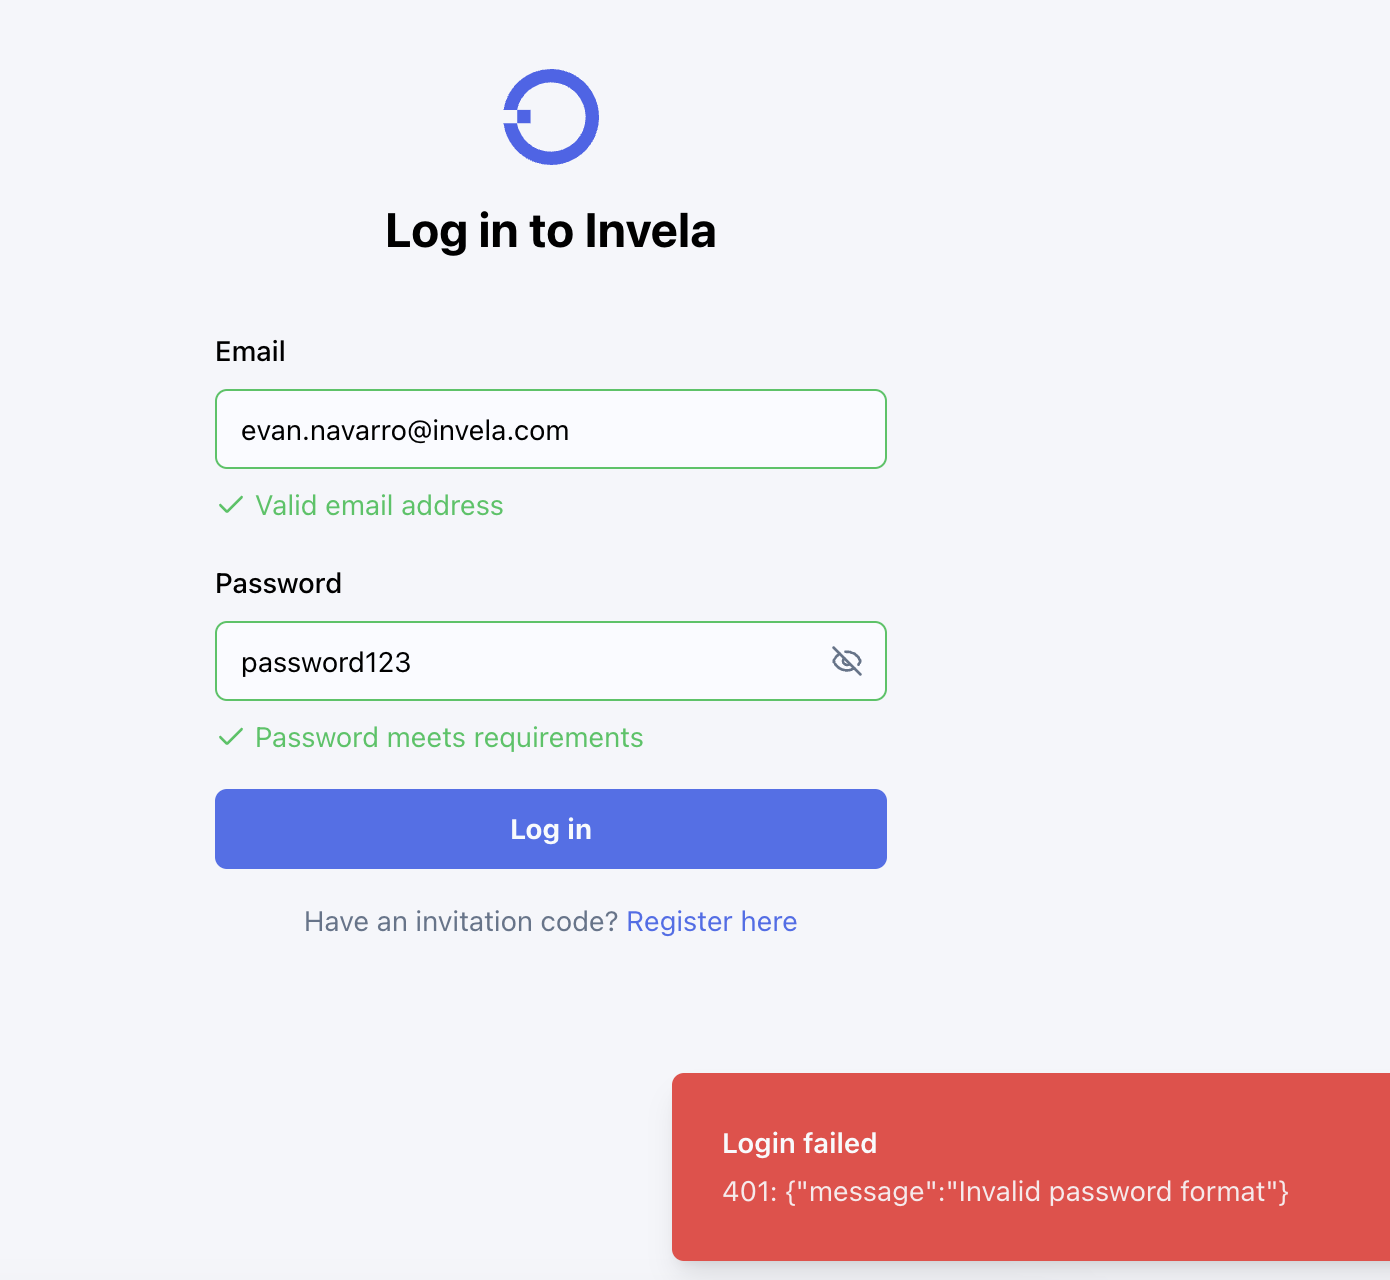 Log in to Invela
Email
evan.navarro@invela.com
Valid email address
Password
password123
Password meets requirements
Log in
Have an invitation code? Register here
Login failed
401: {"message":"Invalid password format"}